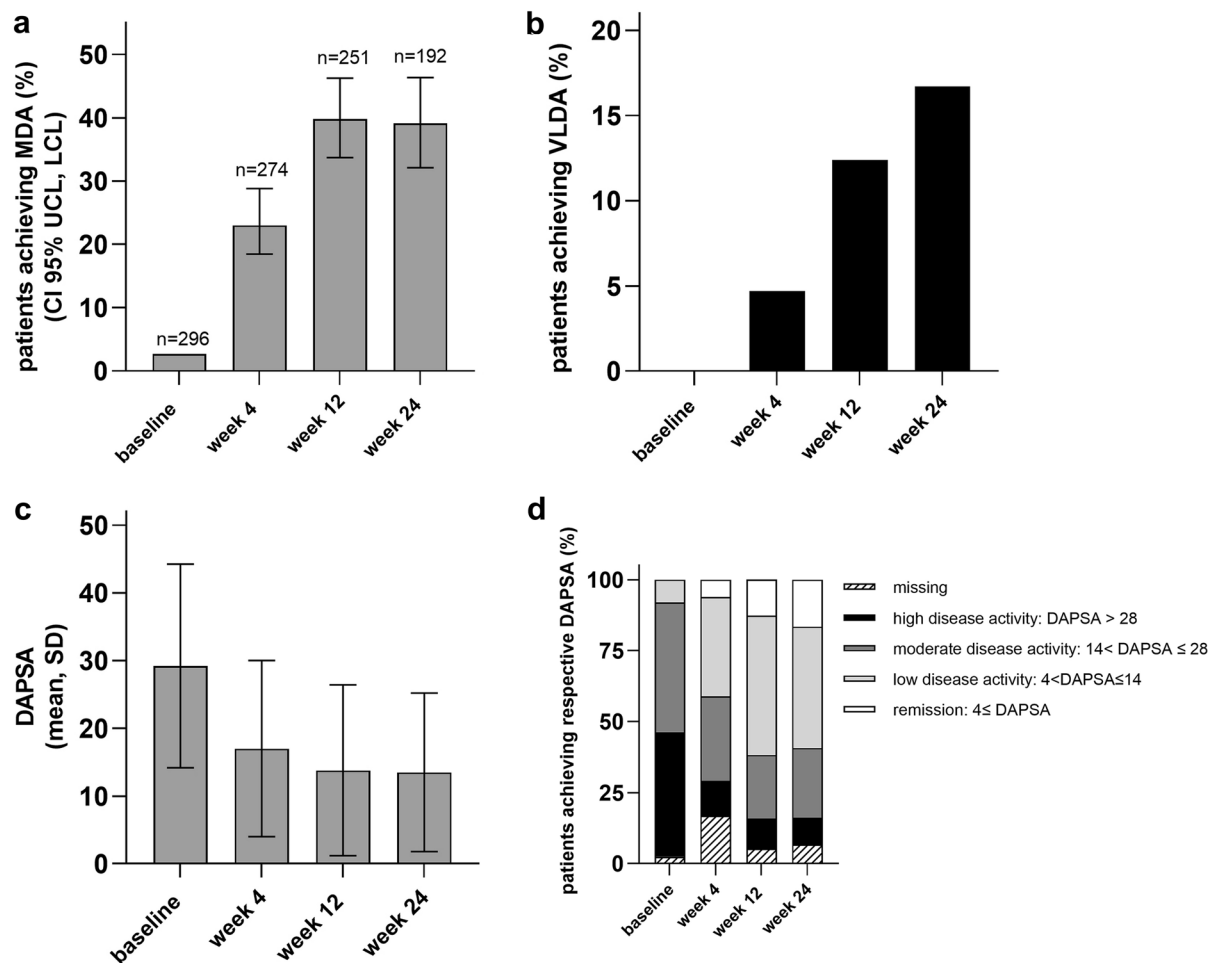 a
patients achieving MDA (%)
(CI 95% UCL, LCL)
50
40
30
20
10
0
n=296
n=274
n=251
n=192
baseline
week 4
week 12
week 24
b
patients achieving VLDA (%)
20
15
10
5
0
baseline
week 4
week 12
week 24
c
DAPSA
(mean, SD)
50
40
30
20
10
0
baseline
week 4
week 12
week 24
d
patients achieving respective DAPSA (%)
100
75
50
25
0
baseline
week 4
week 12
week 24
missing
high disease activity: DAPSA > 28
moderate disease activity: 14< DAPSA ≤ 28
low disease activity: 4<DAPSA≤14
remission: 4≤ DAPSA